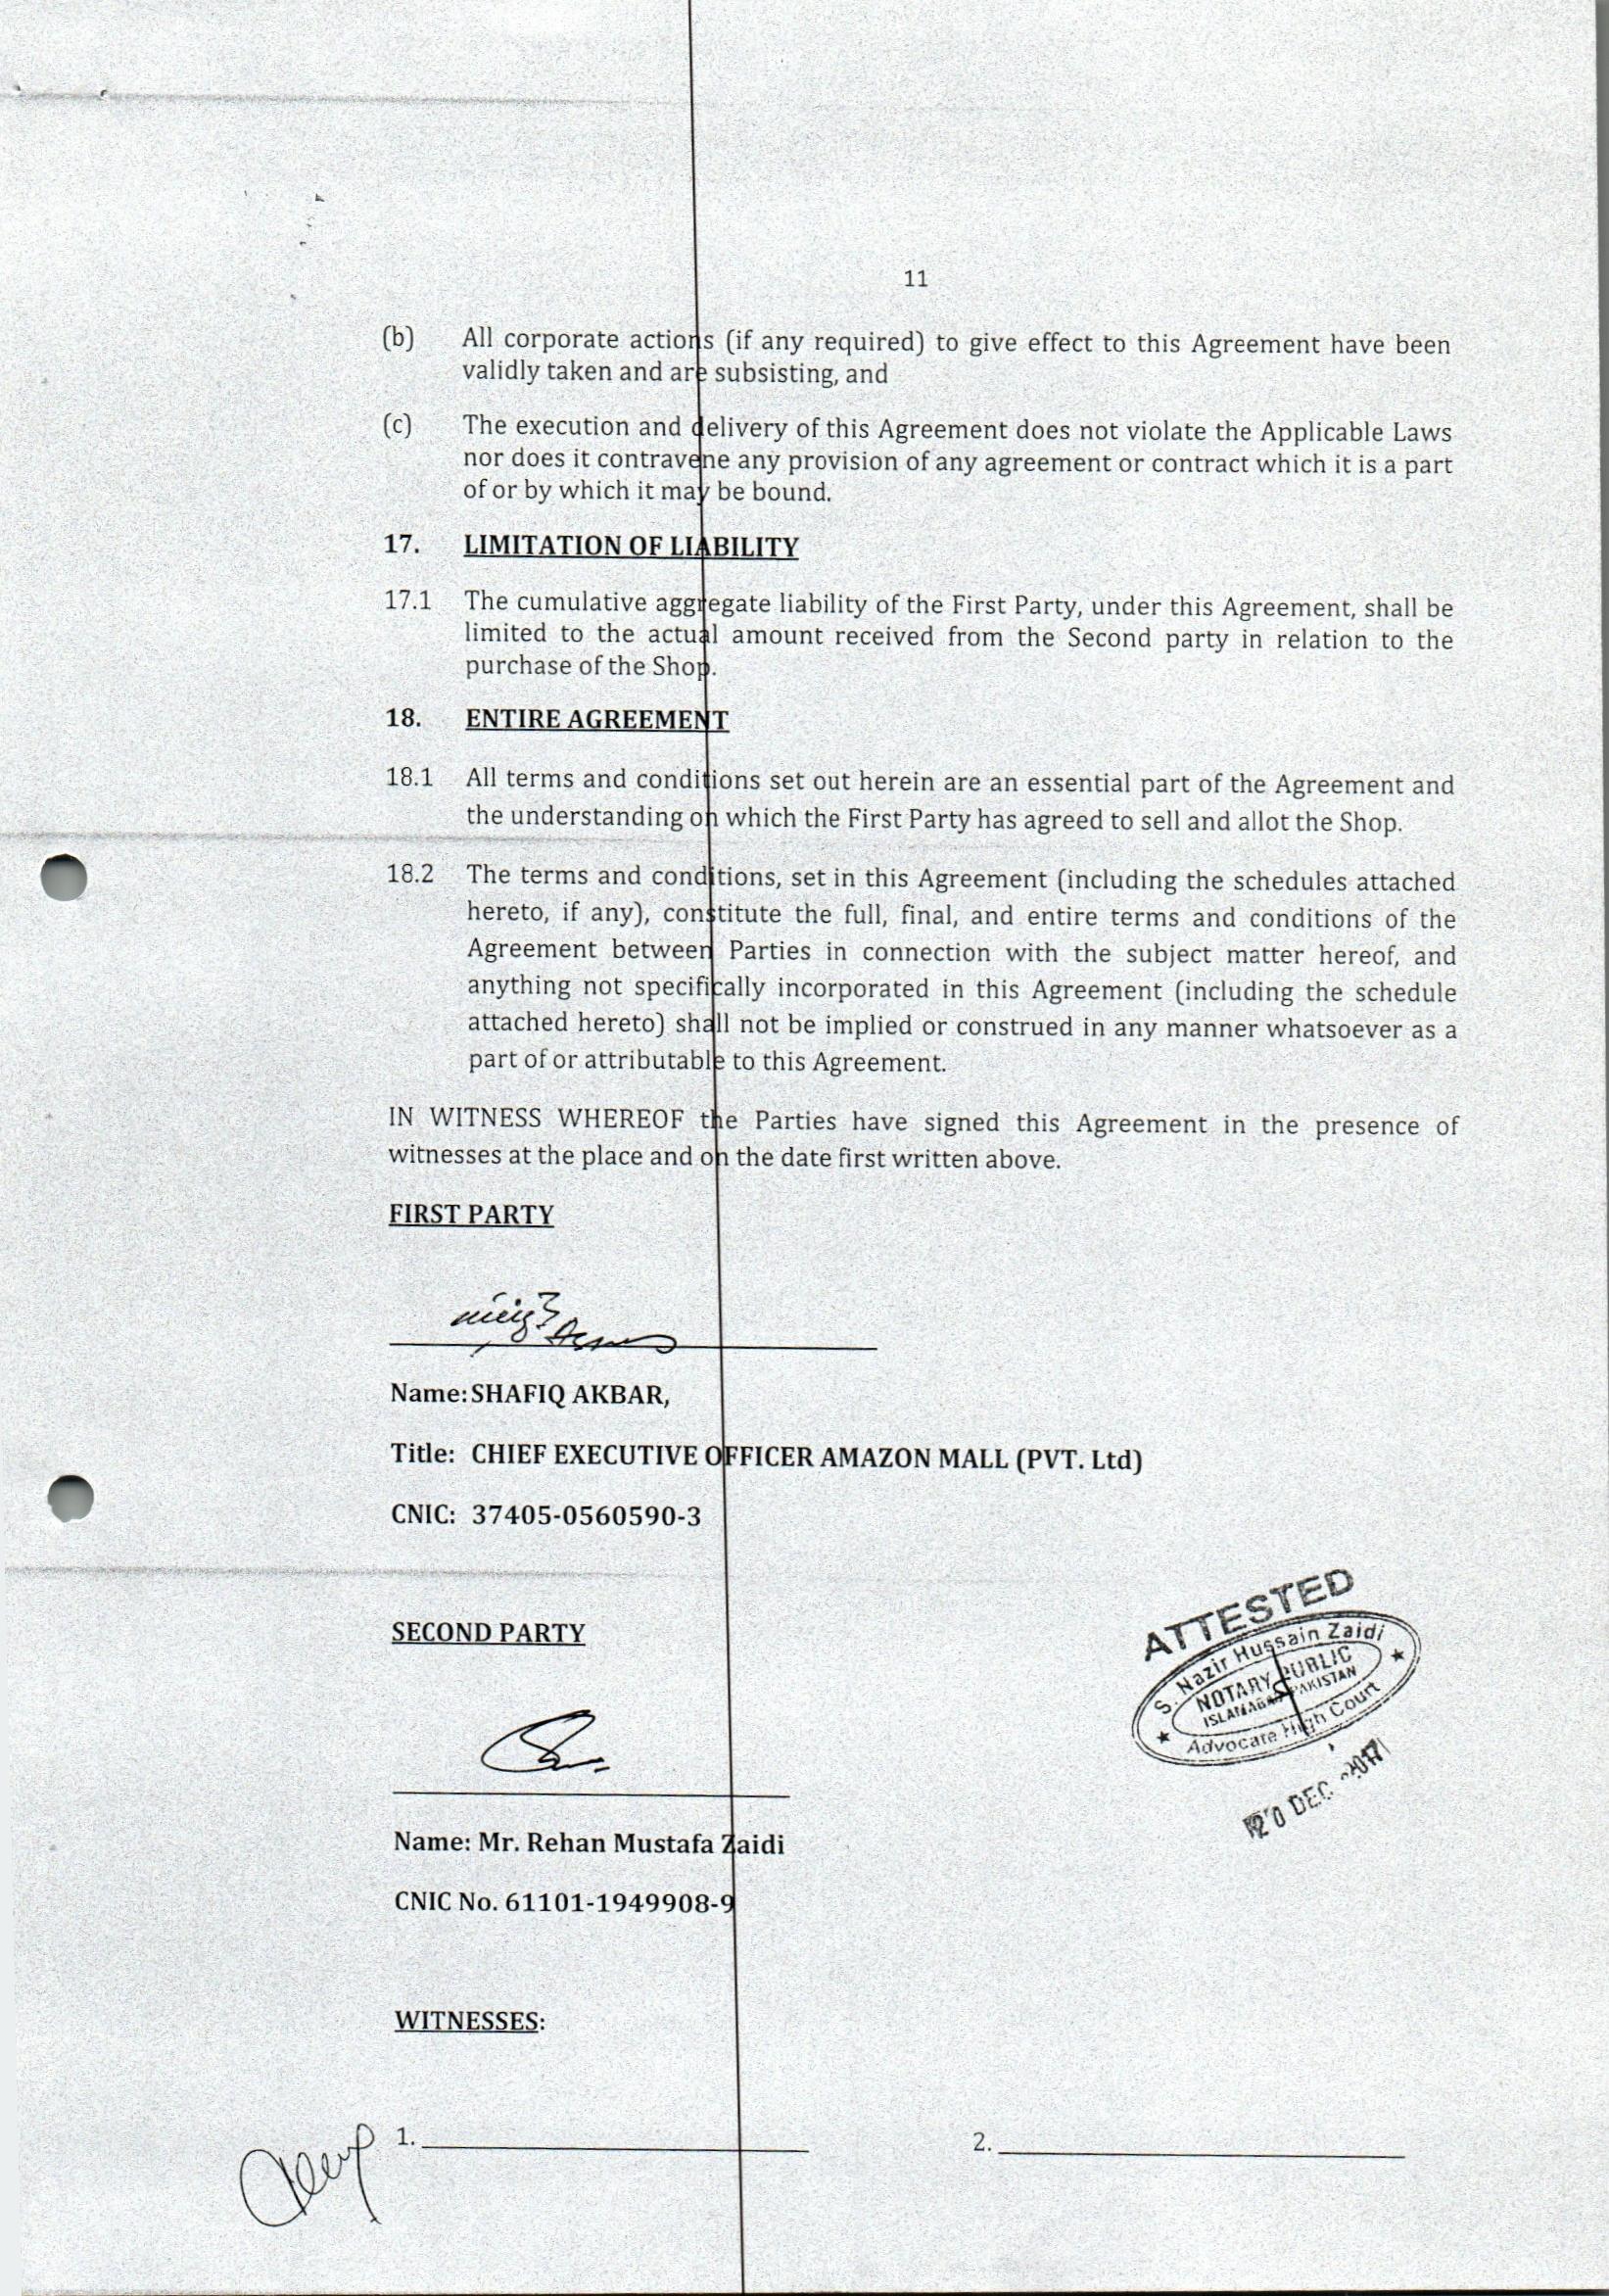 11
(b) All corporate actions (if any required) to give effect to this Agreement have been
validly taken and are subsisting, and
(c) The execution and delivery of this Agreement does not violate the Applicable Laws
nor does it contravene any provision of any agreement or contract which it is a part
of or by which it may be bound.
17. LIMITATION OF LIABILITY
17.1 The cumulative aggregate liability of the First Party, under this Agreement, shall be
limited to the actual amount received from the Second party in relation to the
purchase of the Shop.
18. ENTIRE AGREEMENT
18.1 All terms and conditions set out herein are an essential part of the Agreement and
the understanding on which the First Party has agreed to sell and allot the Shop.
18.2 The terms and conditions, set in this Agreement (including the schedules attached
hereto, if any), constitute the full, final, and entire terms and conditions of the
Agreement between Parties in connection with the subject matter hereof, and
anything not specifically incorporated in this Agreement (including the schedule
attached hereto) shall not be implied or construed in any manner whatsoever as a
part of or attributable to this Agreement.
IN WITNESS WHEREOF the Parties have signed this Agreement in the presence of
witnesses at the place and on the date first written above.
FIRST PARTY
Name: SHAFIQ AKBAR,
Title: CHIEF EXECUTIVE OFFICER AMAZON MALL (PVT. Ltd)
CNIC: 37405-0560590-3
SECOND PARTY
ATTESTED
S. Nazir Hussain Zaidi
NOTARY PUBLIC
ISLAMABAD PAKISTAN
Advocate High Court
20 DEC 2017
Name: Mr. Rehan Mustafa Zaidi
CNIC No. 61101-1949908-9
WITNESSES:
1. 2.